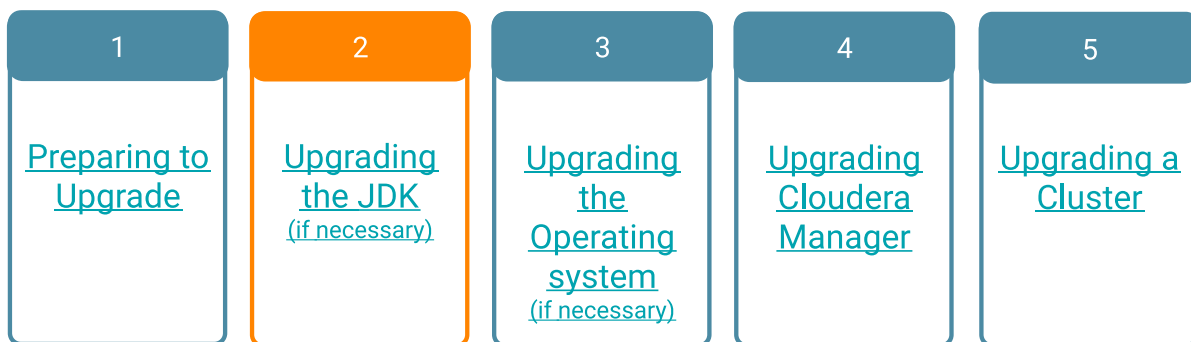 1
Preparing to
Upgrade
2
Upgrading
the JDK
(if necessary)
3
Upgrading
the
Operating
system
(if necessary)
4
Upgrading
Cloudera
Manager
5
Upgrading a
Cluster